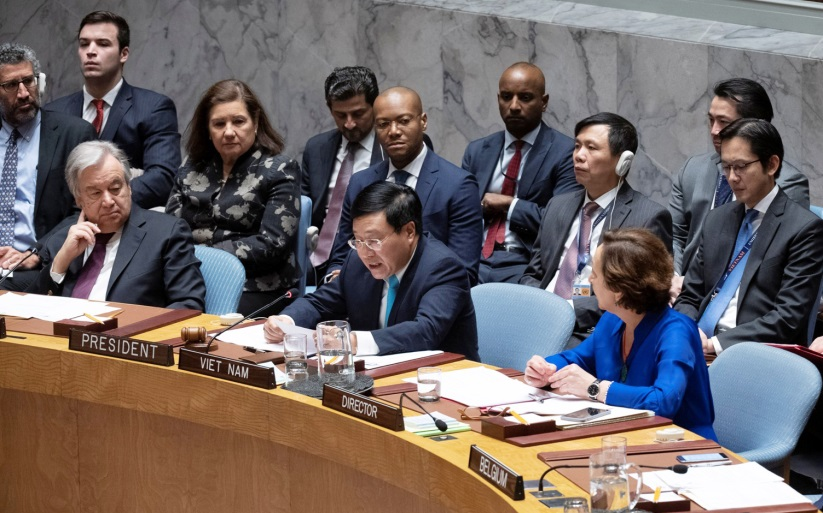 PRESIDENT
VIET NAM
DIRECTOR
BELGIUM